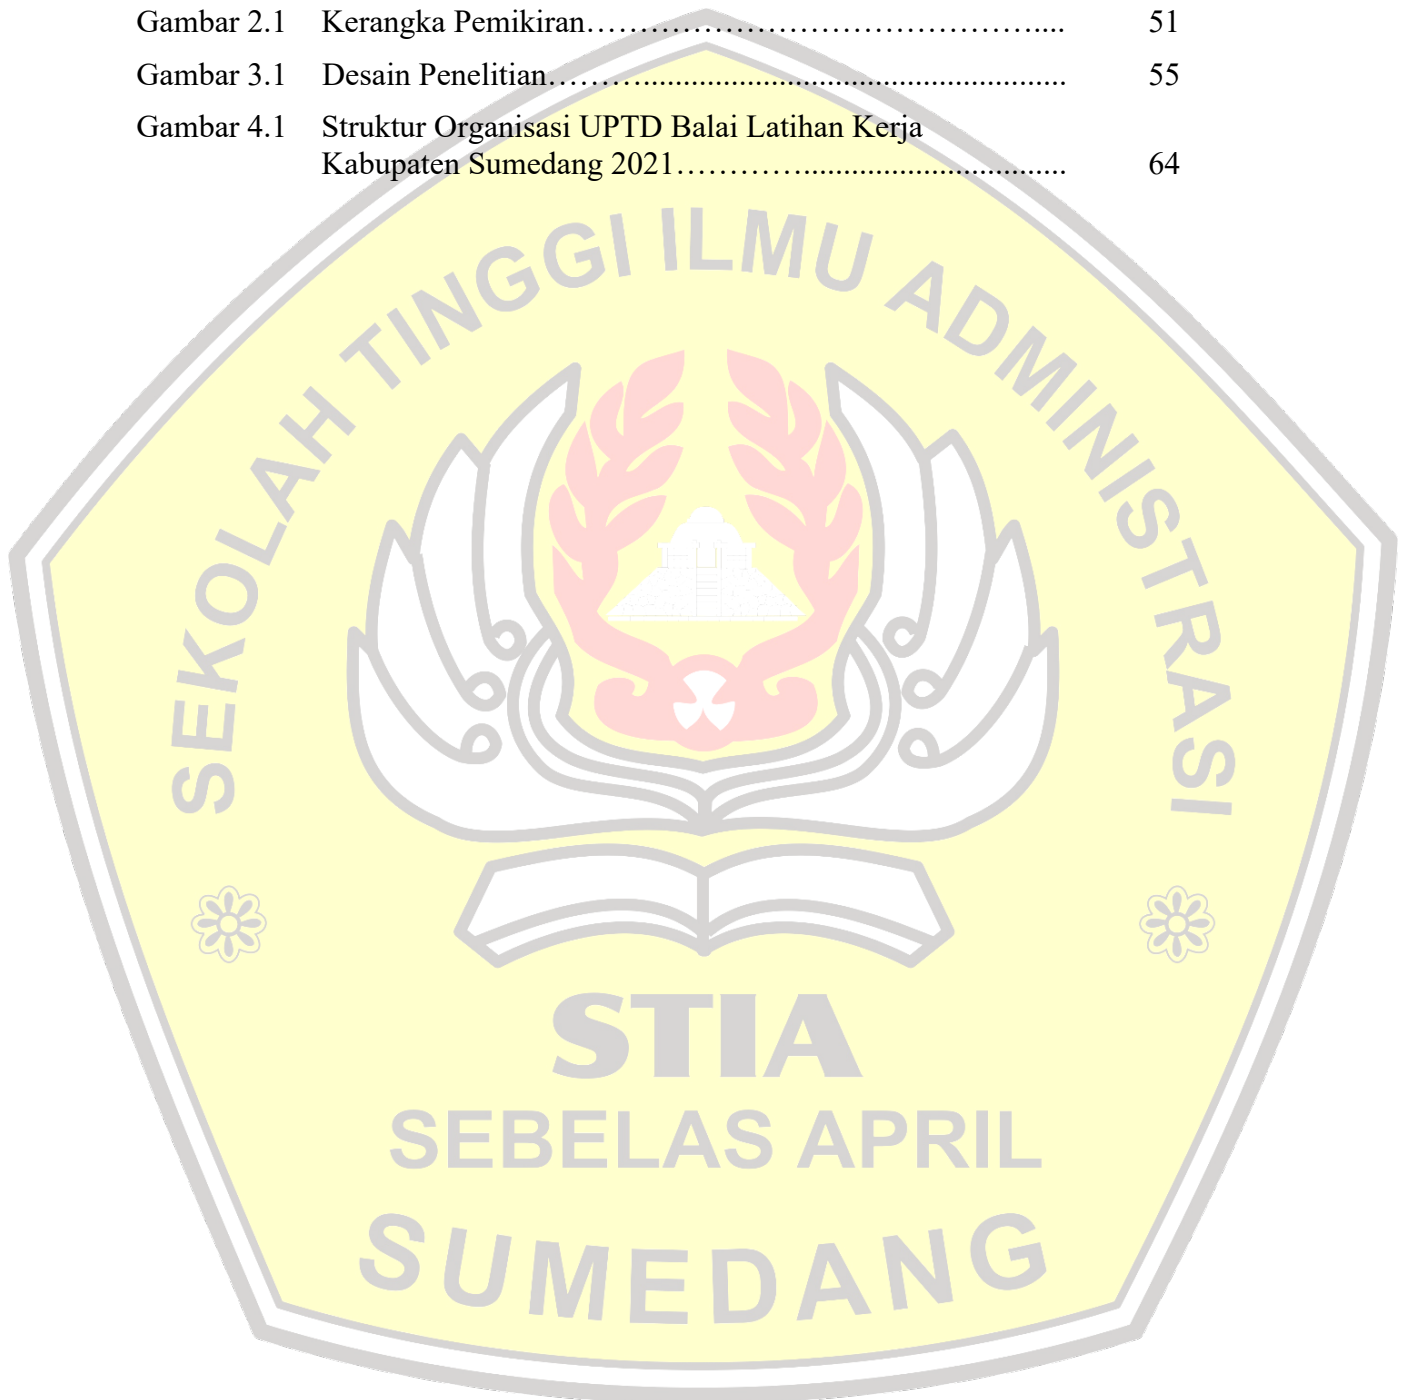 Gambar 2.1 Kerangka Pemikiran…………………………………….... 51
Gambar 3.1 Desain Penelitian………...................................................... 55
Gambar 4.1 Struktur Organisasi UPTD Balai Latihan Kerja
Kabupaten Sumedang 2021…………................................. 64
SEKOLAH TINGGI ILMU ADMINISTRASI
STIA
SEBELAS APRIL
SUMEDANG